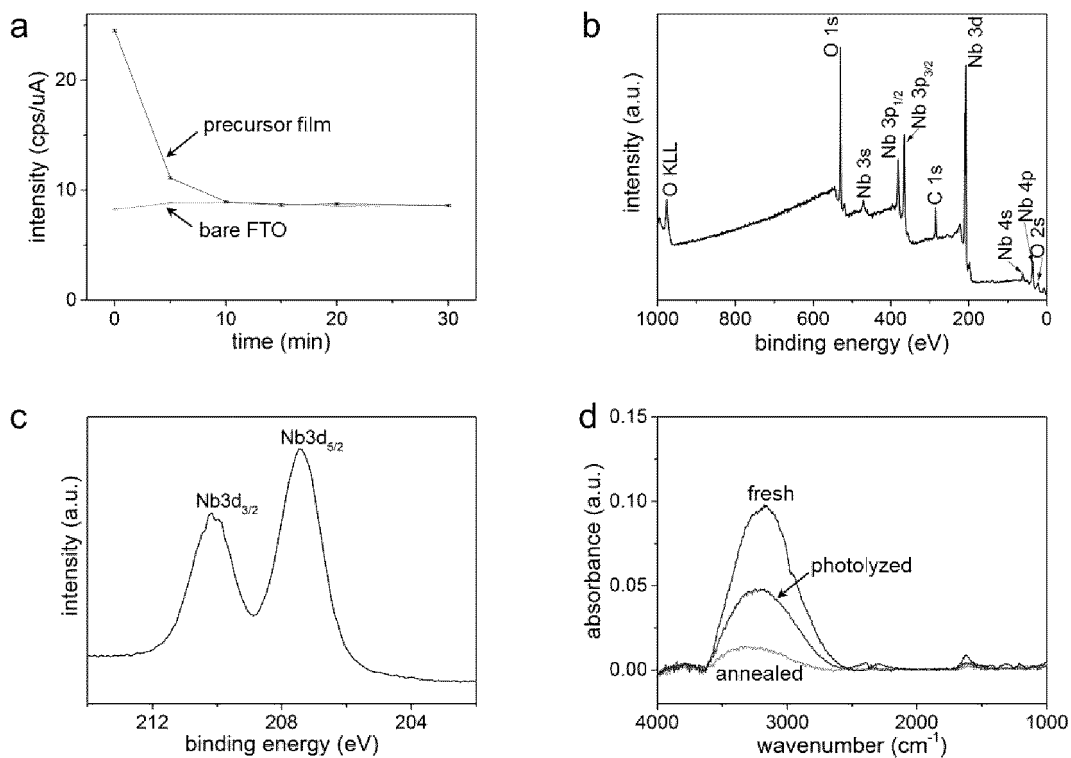 a
intensity (cps/uA)
20
10
0
precursor film
bare FTO
0 10 20 30
time (min)
b
intensity (a.u.)
O KLL
O 1s
Nb 3s
Nb 3p1/2
Nb 3p3/2
C 1s
Nb 3d
Nb 4s
Nb 4p
O 2s
1000 800 600 400 200 0
binding energy (eV)
c
intensity (a.u.)
Nb3d3/2
Nb3d5/2
212 208 204
binding energy (eV)
d
absorbance (a.u.)
0.15
0.10
0.05
0.00
fresh
photolyzed
annealed
4000 3000 2000 1000
wavenumber (cm-1)